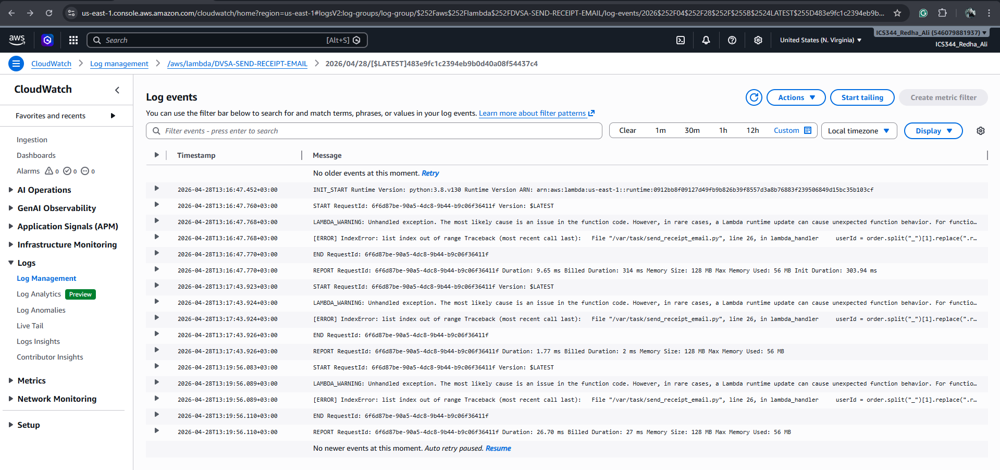 us-east-1.console.aws.amazon.com/cloudwatch/home?region=us-east-1#logsV2:log-groups/log-group/$252Faws$252Flambda$252FDVSA-SEND-RECEIPT-EMAIL/log-events/2026$252F04$252F28$252F$255B$2524LATEST$255D483e9fc1c2394eb9b...
aws
Search [Alt+S]
United States (N. Virginia)
ICS344_Redha_Ali (546079881937)
ICS344_Redha_Ali
CloudWatch
Log management
/aws/lambda/DVSA-SEND-RECEIPT-EMAIL
2026/04/28/[$LATEST]483e9fc1c2394eb9b0d40a08f54437c4
CloudWatch
Favorites and recents
Ingestion
Dashboards
Alarms 0 0 0
AI Operations
GenAI Observability
Application Signals (APM)
Infrastructure Monitoring
Logs
Log Management
Log Analytics Preview
Log Anomalies
Live Tail
Logs Insights
Contributor Insights
Metrics
Network Monitoring
Setup
Log events
Actions
Start tailing
Create metric filter
You can use the filter bar below to search for and match terms, phrases, or values in your log events. Learn more about filter patterns
Filter events - press enter to search
Clear 1m 30m 1h 12h Custom
Local timezone
Display
Timestamp Message
No older events at this moment. Retry
2026-04-28T13:16:47.452+03:00 INIT_START Runtime Version: python:3.8.v130 Runtime Version ARN: arn:aws:lambda:us-east-1::runtime:0912bb8f09127d49fb9b826b39f8557d3a8b76883f239506849d15bc35b103cf
2026-04-28T13:16:47.760+03:00 START RequestId: 6f6d87be-90a5-4dc8-9b44-b9c06f36411f Version: $LATEST
2026-04-28T13:16:47.768+03:00 LAMBDA_WARNING: Unhandled exception. The most likely cause is an issue in the function code. However, in rare cases, a Lambda runtime update can cause unexpected function behavior. For functio…
2026-04-28T13:16:47.768+03:00 [ERROR] IndexError: list index out of range Traceback (most recent call last): File "/var/task/send_receipt_email.py", line 26, in lambda_handler userId = order.split("_")[1].replace(".r…
2026-04-28T13:16:47.770+03:00 END RequestId: 6f6d87be-90a5-4dc8-9b44-b9c06f36411f
2026-04-28T13:16:47.770+03:00 REPORT RequestId: 6f6d87be-90a5-4dc8-9b44-b9c06f36411f Duration: 9.65 ms Billed Duration: 314 ms Memory Size: 128 MB Max Memory Used: 56 MB Init Duration: 303.94 ms
2026-04-28T13:17:43.923+03:00 START RequestId: 6f6d87be-90a5-4dc8-9b44-b9c06f36411f Version: $LATEST
2026-04-28T13:17:43.924+03:00 LAMBDA_WARNING: Unhandled exception. The most likely cause is an issue in the function code. However, in rare cases, a Lambda runtime update can cause unexpected function behavior. For functio…
2026-04-28T13:17:43.924+03:00 [ERROR] IndexError: list index out of range Traceback (most recent call last): File "/var/task/send_receipt_email.py", line 26, in lambda_handler userId = order.split("_")[1].replace(".r…
2026-04-28T13:17:43.926+03:00 END RequestId: 6f6d87be-90a5-4dc8-9b44-b9c06f36411f
2026-04-28T13:17:43.926+03:00 REPORT RequestId: 6f6d87be-90a5-4dc8-9b44-b9c06f36411f Duration: 1.77 ms Billed Duration: 2 ms Memory Size: 128 MB Max Memory Used: 56 MB
2026-04-28T13:19:56.083+03:00 START RequestId: 6f6d87be-90a5-4dc8-9b44-b9c06f36411f Version: $LATEST
2026-04-28T13:19:56.089+03:00 LAMBDA_WARNING: Unhandled exception. The most likely cause is an issue in the function code. However, in rare cases, a Lambda runtime update can cause unexpected function behavior. For functio…
2026-04-28T13:19:56.089+03:00 [ERROR] IndexError: list index out of range Traceback (most recent call last): File "/var/task/send_receipt_email.py", line 26, in lambda_handler userId = order.split("_")[1].replace(".r…
2026-04-28T13:19:56.110+03:00 END RequestId: 6f6d87be-90a5-4dc8-9b44-b9c06f36411f
2026-04-28T13:19:56.110+03:00 REPORT RequestId: 6f6d87be-90a5-4dc8-9b44-b9c06f36411f Duration: 26.70 ms Billed Duration: 27 ms Memory Size: 128 MB Max Memory Used: 56 MB
No newer events at this moment. Auto retry paused. Resume